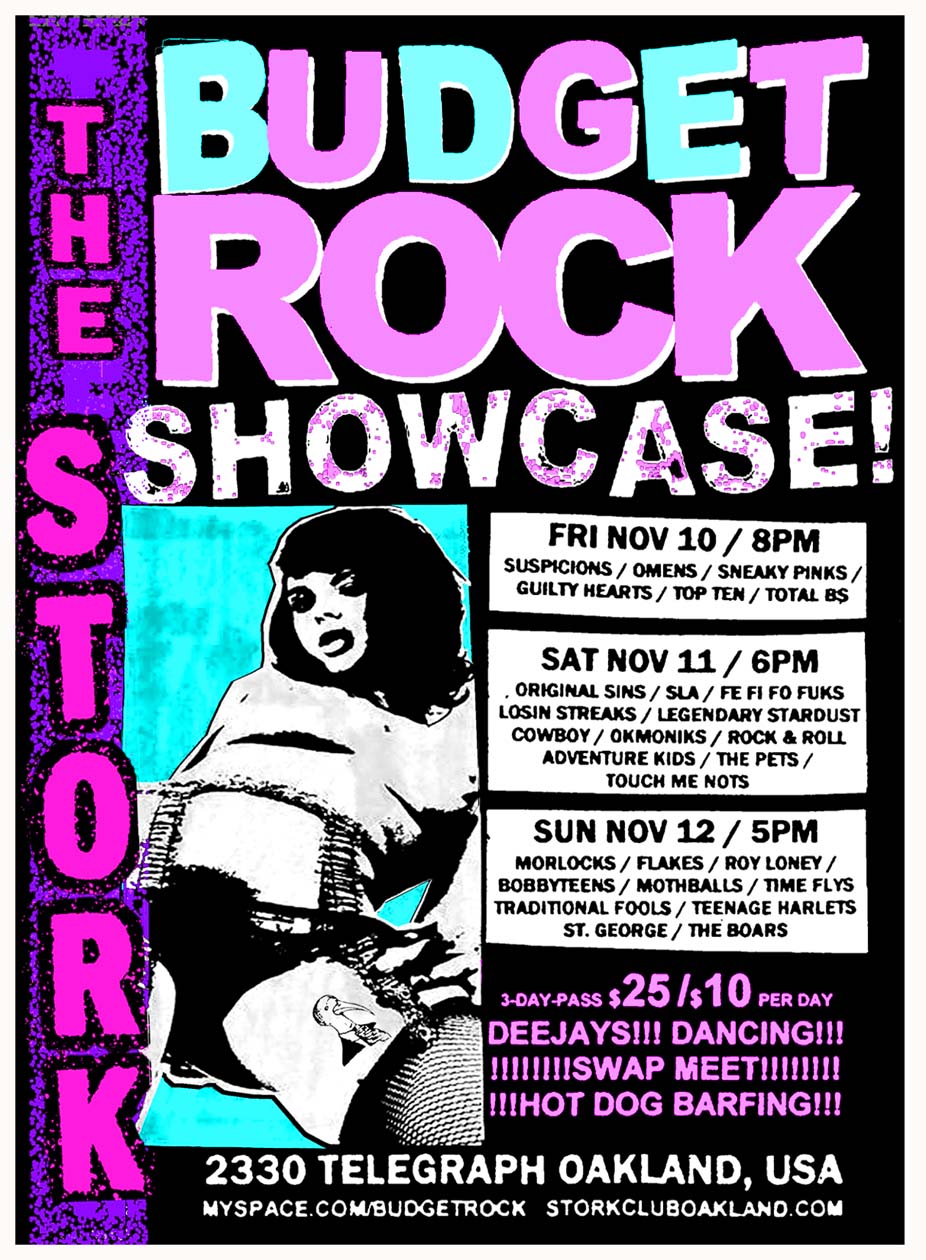 THE STORK
BUDGET
ROCK
SHOWCASE!
FRI NOV 10 / 8PM
SUSPICIONS / OMENS / SNEAKY PINKS /
GUILTY HEARTS / TOP TEN / TOTAL BS
SAT NOV 11 / 6PM
ORIGINAL SINS / SLA / FE FI FO FUKS
LOSIN STREAKS / LEGENDARY STARDUST
COWBOY / OKMONIKS / ROCK & ROLL
ADVENTURE KIDS / THE PETS /
TOUCH ME NOTS
SUN NOV 12 / 5PM
MORLOCKS / FLAKES / ROY LONEY /
BOBBYTEENS / MOTHBALLS / TIME FLYS
TRADITIONAL FOOLS / TEENAGE HARLETS
ST. GEORGE / THE BOARS
3-DAY-PASS $25/$10 PER DAY
DEEJAYS!!! DANCING!!!
!!!!!!!!SWAP MEET!!!!!!!!
!!!HOT DOG BARFING!!!
2330 TELEGRAPH OAKLAND, USA
MYSPACE.COM/BUDGETROCK STORKCLUBOAKLAND.COM